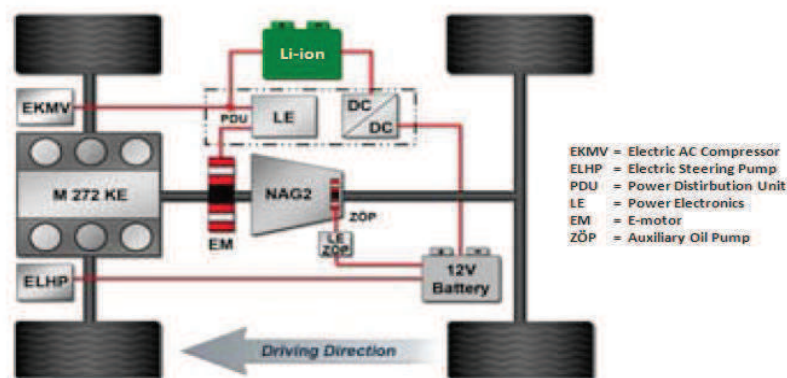 Li-ion
EKMV
PDU
LE
DC
DC
M 272 KE
NAG2
EM
ZÖP
LE
ZÖP
12V
Battery
ELHP
Driving Direction
EKMV = Electric AC Compressor
ELHP = Electric Steering Pump
PDU = Power Distirbution Unit
LE = Power Electronics
EM = E-motor
ZÖP = Auxiliary Oil Pump